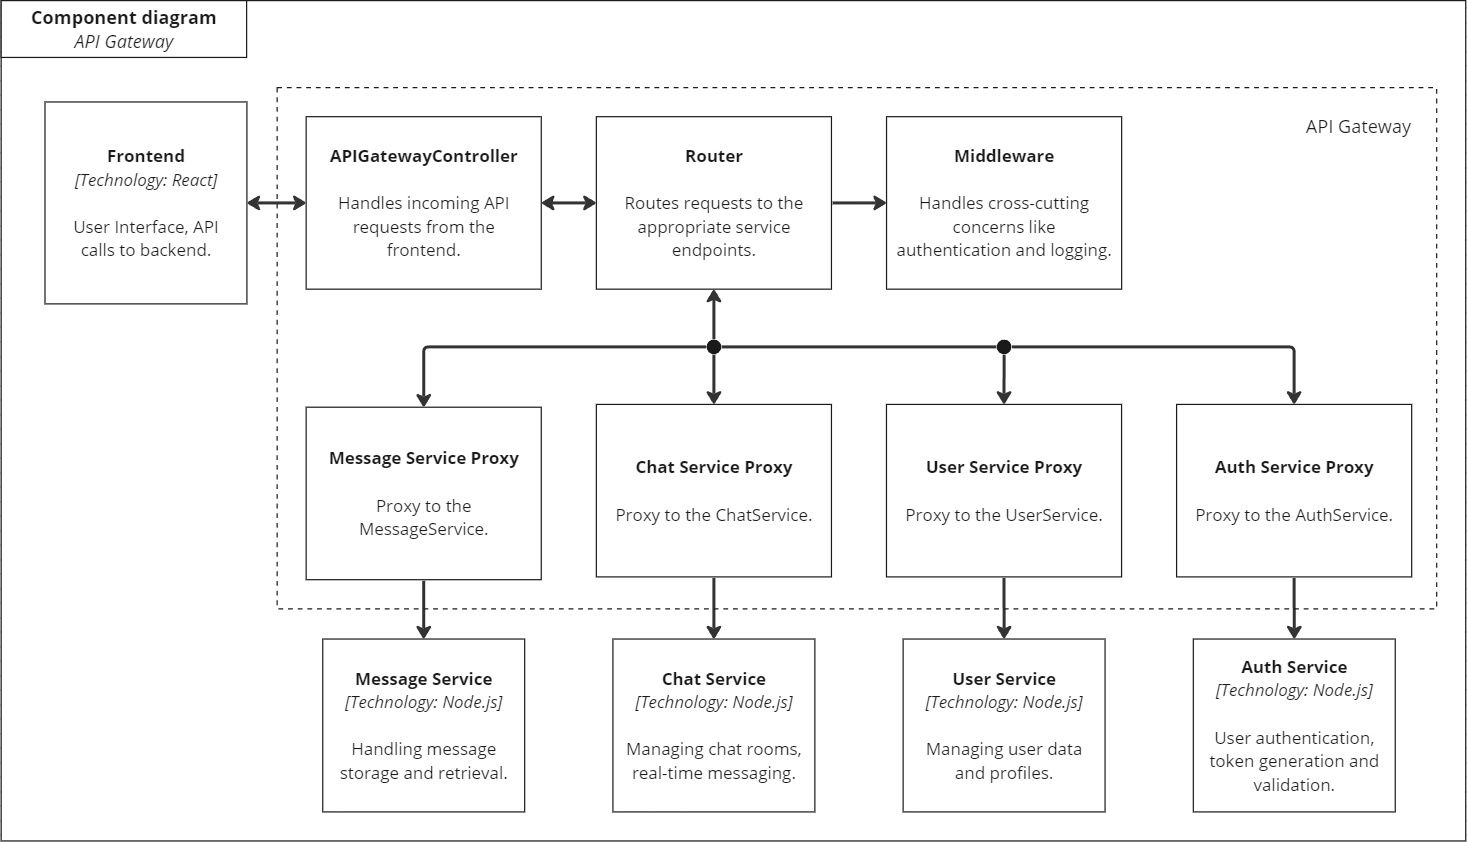 Component diagram
API Gateway
API Gateway
Frontend
[Technology: React]
User Interface, API
calls to backend.
APIGatewayController
Handles incoming API
requests from the
frontend.
Router
Routes requests to the
appropriate service
endpoints.
Middleware
Handles cross-cutting
concerns like
authentication and logging.
Message Service Proxy
Proxy to the
MessageService.
Chat Service Proxy
Proxy to the ChatService.
User Service Proxy
Proxy to the UserService.
Auth Service Proxy
Proxy to the AuthService.
Message Service
[Technology: Node.js]
Handling message
storage and retrieval.
Chat Service
[Technology: Node.js]
Managing chat rooms,
real-time messaging.
User Service
[Technology: Node.js]
Managing user data
and profiles.
Auth Service
[Technology: Node.js]
User authentication,
token generation and
validation.